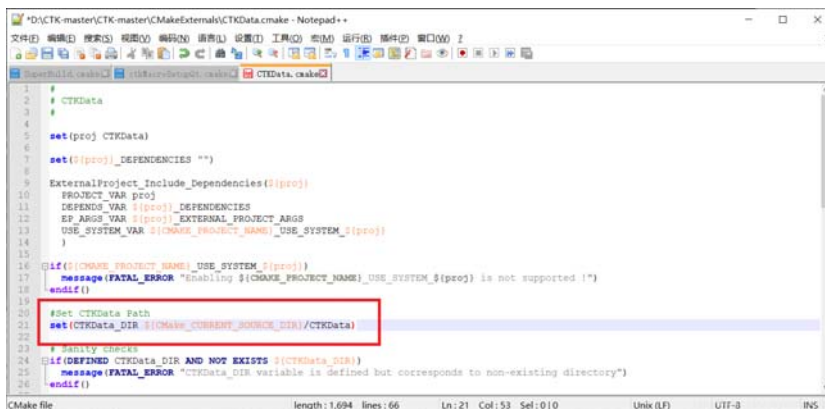 *D:\CTK-master\CTK-master\CMakeExternals\CTKData.cmake - Notepad++
文件(F) 编辑(E) 搜索(S) 视图(V) 编码(N) 语言(L) 设置(T) 工具(O) 宏(M) 运行(R) 插件(P) 窗口(W) ?
SuperBuild.cmake ctkMacroSetupQt.cmake CTKData.cmake
1 #
2 # CTKData
3 #
4
5 set(proj CTKData)
6
7 set(${proj}_DEPENDENCIES "")
8
9 ExternalProject_Include_Dependencies(${proj}
10 PROJECT_VAR proj
11 DEPENDS_VAR ${proj}_DEPENDENCIES
12 EP_ARGS_VAR ${proj}_EXTERNAL_PROJECT_ARGS
13 USE_SYSTEM_VAR ${CMAKE_PROJECT_NAME}_USE_SYSTEM_${proj}
14 )
15
16 if(${CMAKE_PROJECT_NAME}_USE_SYSTEM_${proj})
17 message(FATAL_ERROR "Enabling ${CMAKE_PROJECT_NAME}_USE_SYSTEM_${proj} is not supported !")
18 endif()
19
20 #Set CTKData Path
21 set(CTKData_DIR ${CMake_CURRENT_SOURCE_DIR}/CTKData)
22
23 # Sanity checks
24 if(DEFINED CTKData_DIR AND NOT EXISTS ${CTKData_DIR})
25 message(FATAL_ERROR "CTKData_DIR variable is defined but corresponds to non-existing directory")
26 endif()
CMake file length : 1,694 lines : 66 Ln : 21 Col : 53 Sel : 0 | 0 Unix (LF) UTF-8 INS